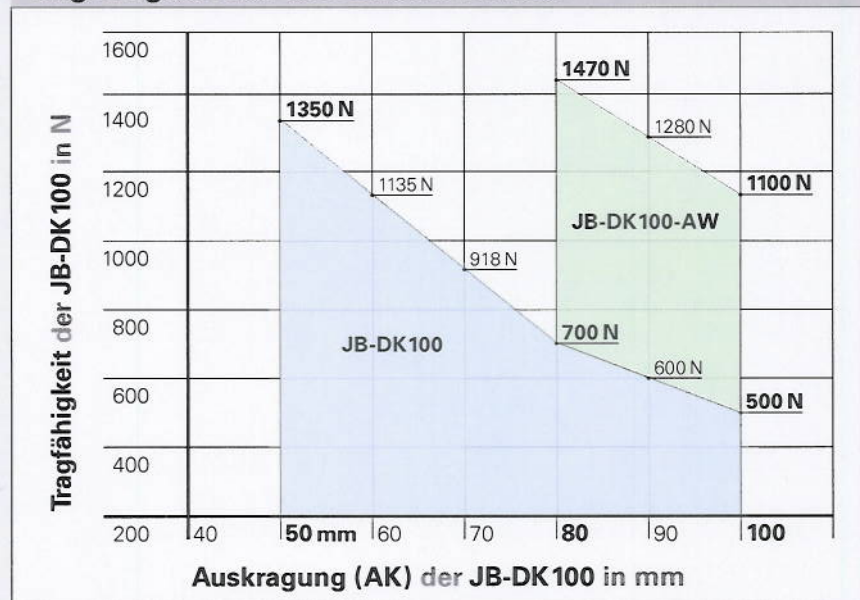 1600
1400
1200
1000
800
600
400
200
Tragfähigkeit der JB-DK100 in N
1350 N
1135 N
918 N
700 N
600 N
500 N
1470 N
1280 N
1100 N
JB-DK100
JB-DK100-AW
40 50 mm 60 70 80 90 100
Auskragung (AK) der JB-DK100 in mm